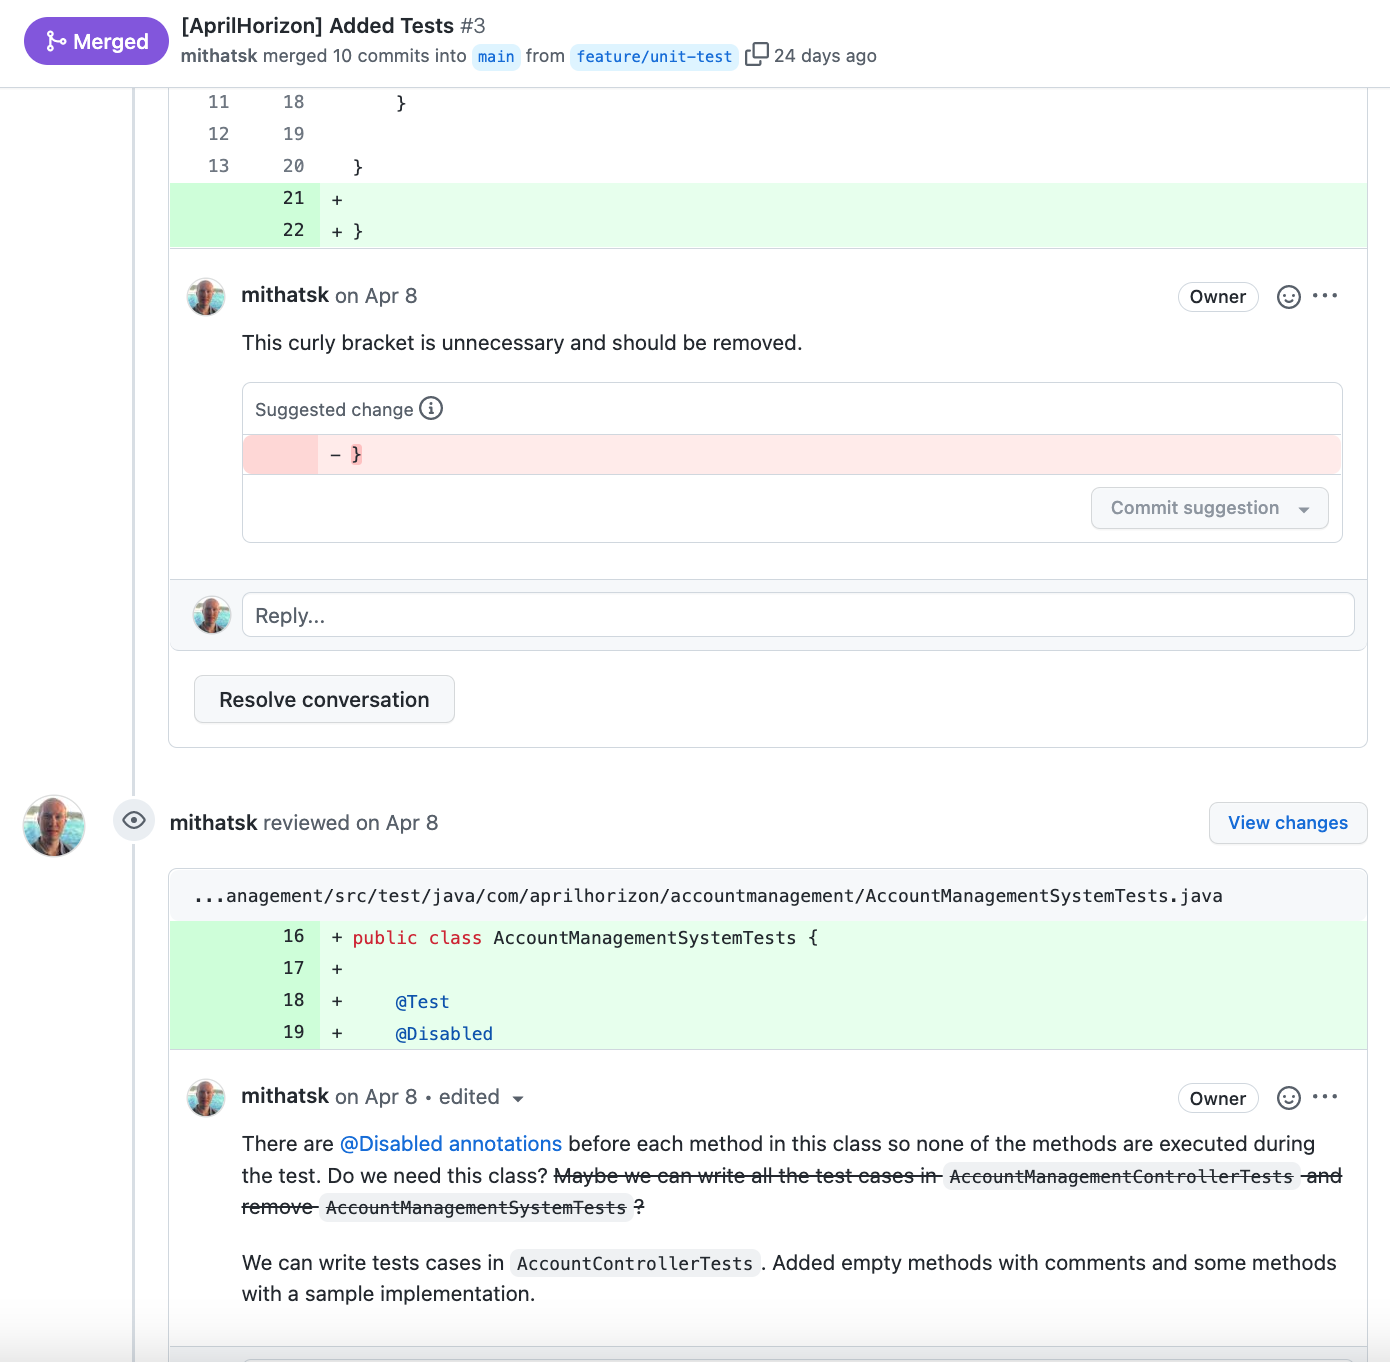 Merged
[AprilHorizon] Added Tests #3
mithatsk merged 10 commits into main from feature/unit-test 24 days ago
11 18 }
12 19
13 20 }
21 +
22 + }
mithatsk on Apr 8 Owner ...
This curly bracket is unnecessary and should be removed.
Suggested change
- }
Commit suggestion
Reply...
Resolve conversation
mithatsk reviewed on Apr 8 View changes
...anagement/src/test/java/com/aprilhorizon/accountmanagement/AccountManagementSystemTests.java
16 + public class AccountManagementSystemTests {
17 +
18 + @Test
19 + @Disabled
mithatsk on Apr 8 • edited Owner ...
There are @Disabled annotations before each method in this class so none of the methods are executed during
the test. Do we need this class? Maybe we can write all the test cases in AccountManagementControllerTests and
remove AccountManagementSystemTests ?
We can write tests cases in AccountControllerTests. Added empty methods with comments and some methods
with a sample implementation.